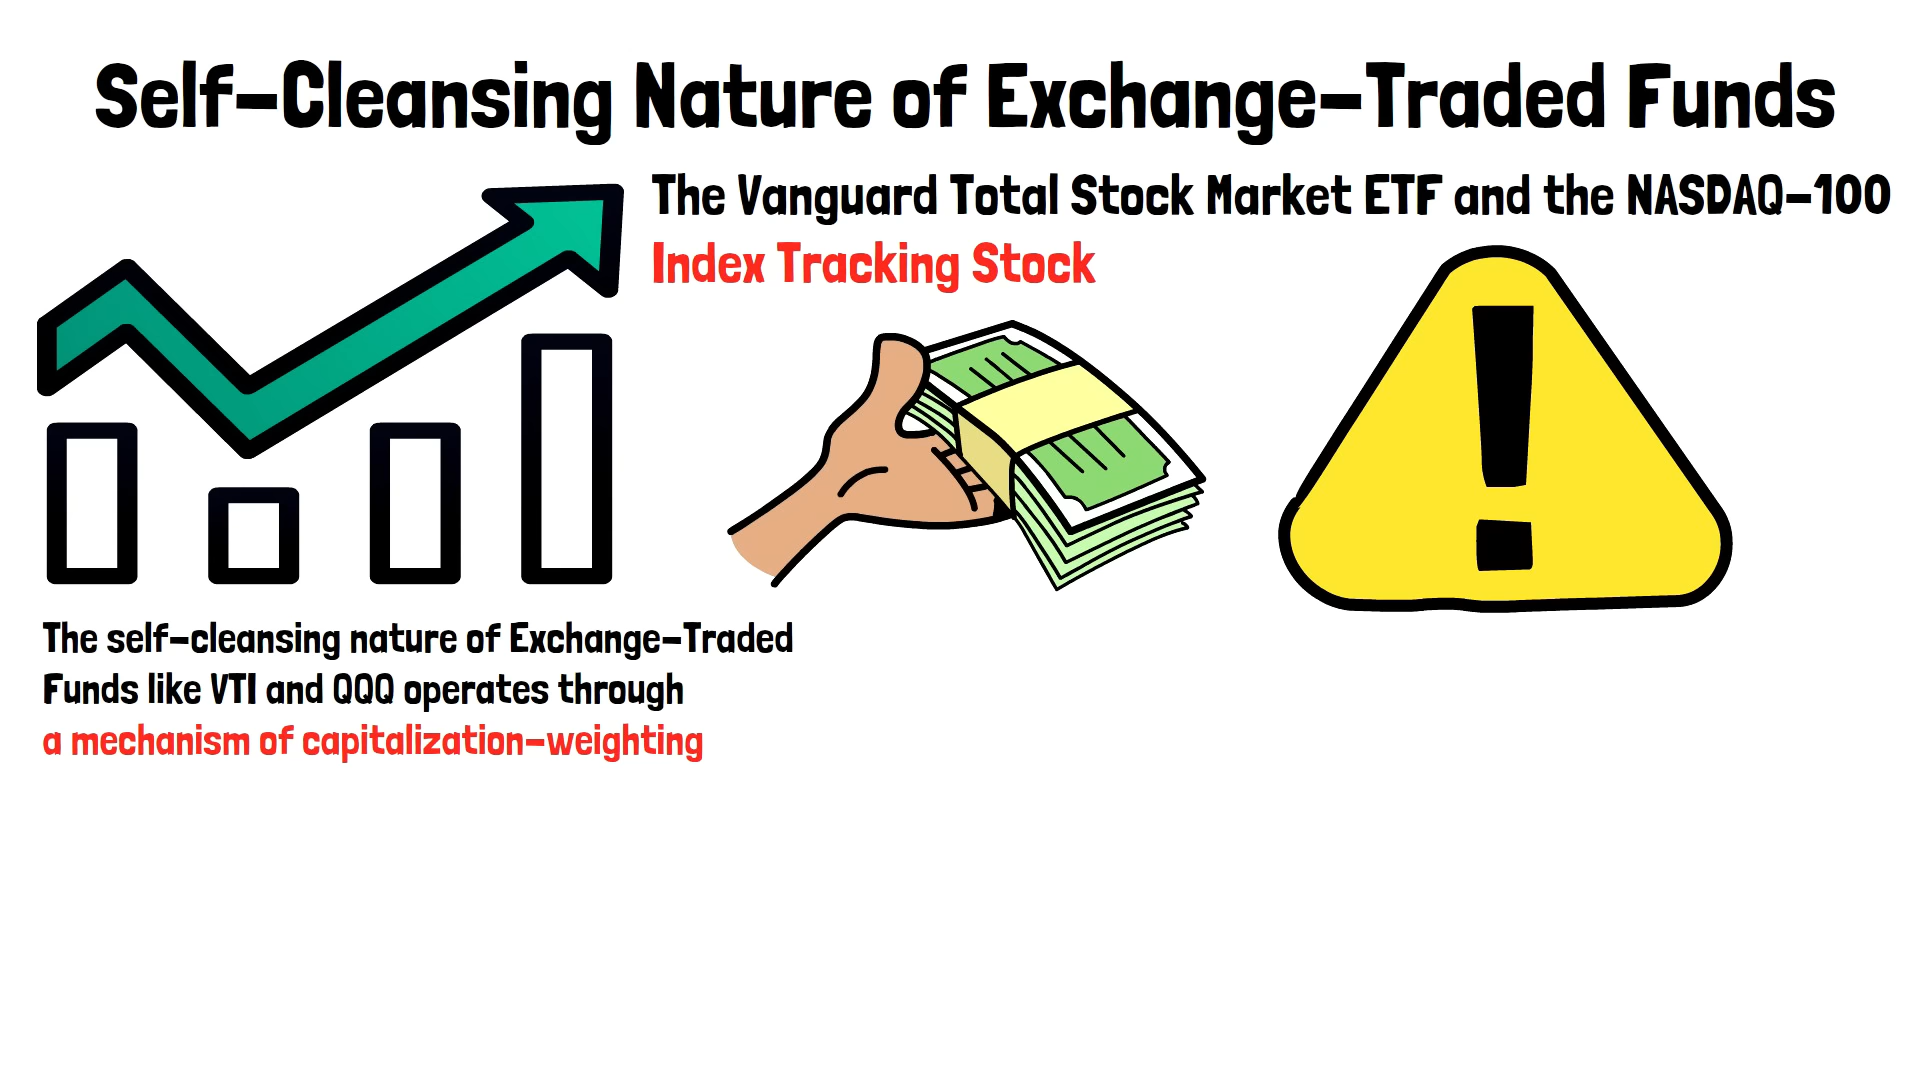 Self-Cleansing Nature of Exchange-Traded Funds
The Vanguard Total Stock Market ETF and the NASDAQ-100
Index Tracking Stock
The self-cleansing nature of Exchange-Traded
Funds like VTI and QQQ operates through
a mechanism of capitalization-weighting